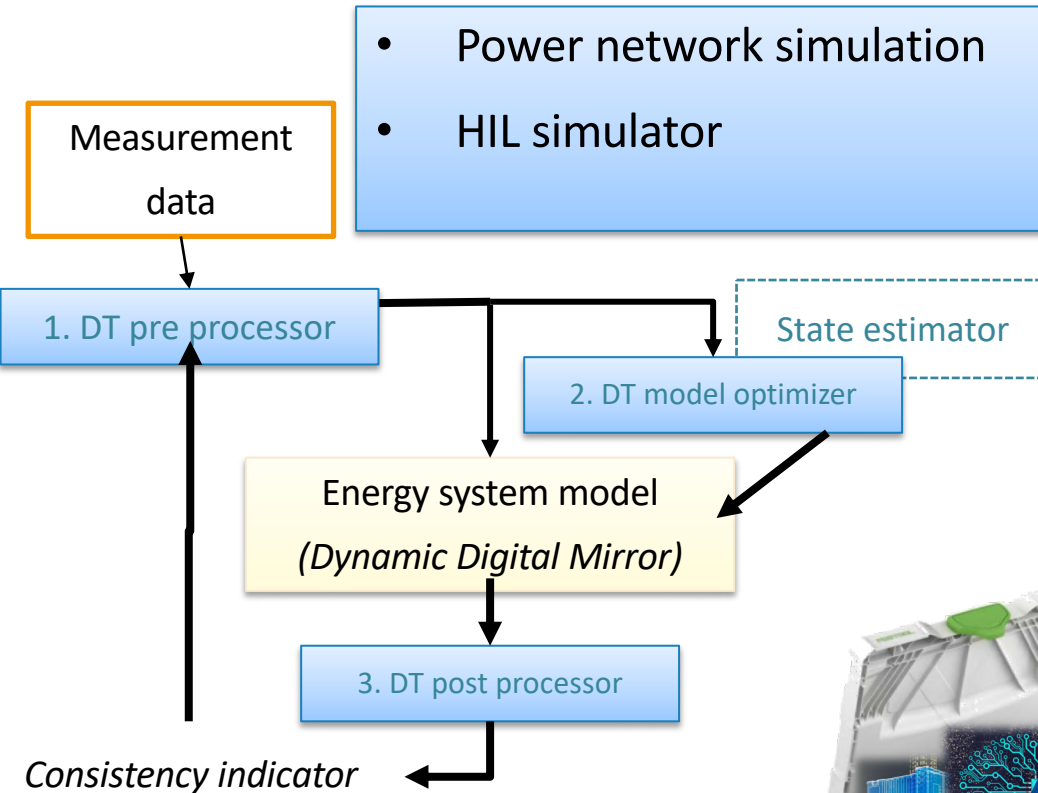 • Power network simulation
• HIL simulator
Measurement
data
1. DT pre processor
State estimator
2. DT model optimizer
Energy system model
(Dynamic Digital Mirror)
3. DT post processor
Consistency indicator